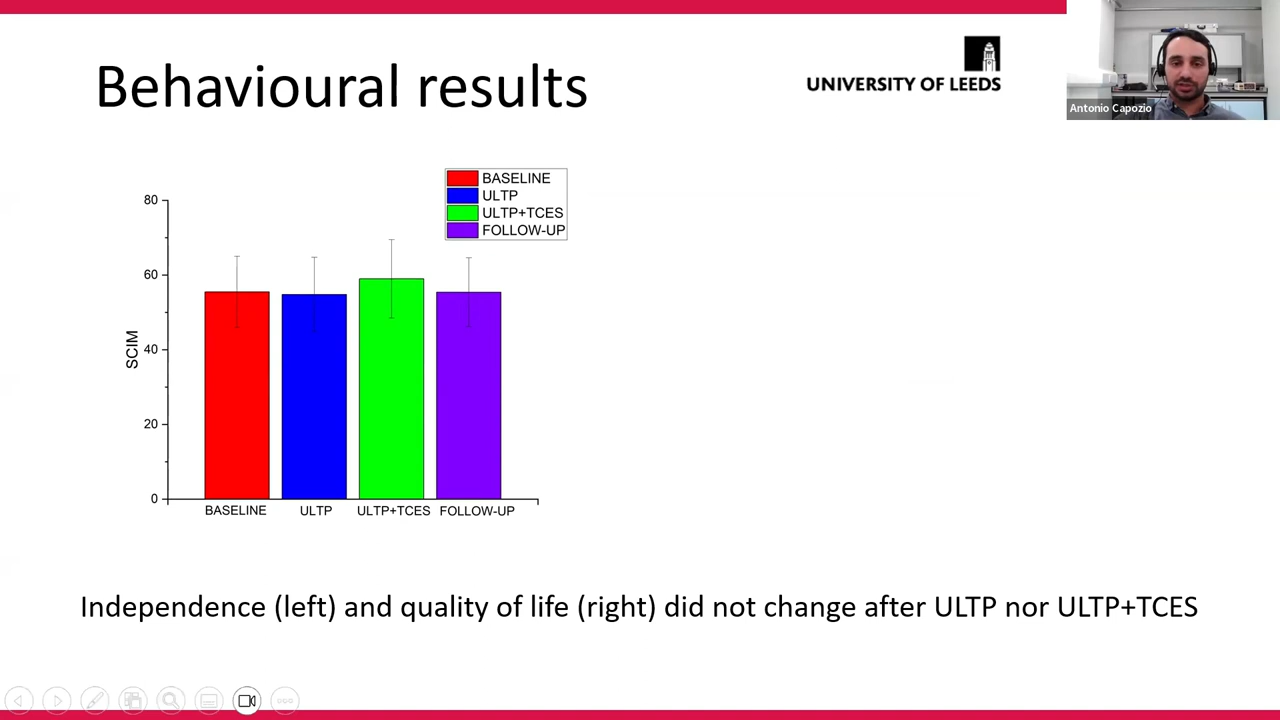 Behavioural results
UNIVERSITY OF LEEDS
Antonio Capozio
BASELINE
ULTP
ULTP+TCES
FOLLOW-UP
80
60
40
20
0
SCIM
BASELINE ULTP ULTP+TCES FOLLOW-UP
Independence (left) and quality of life (right) did not change after ULTP nor ULTP+TCES